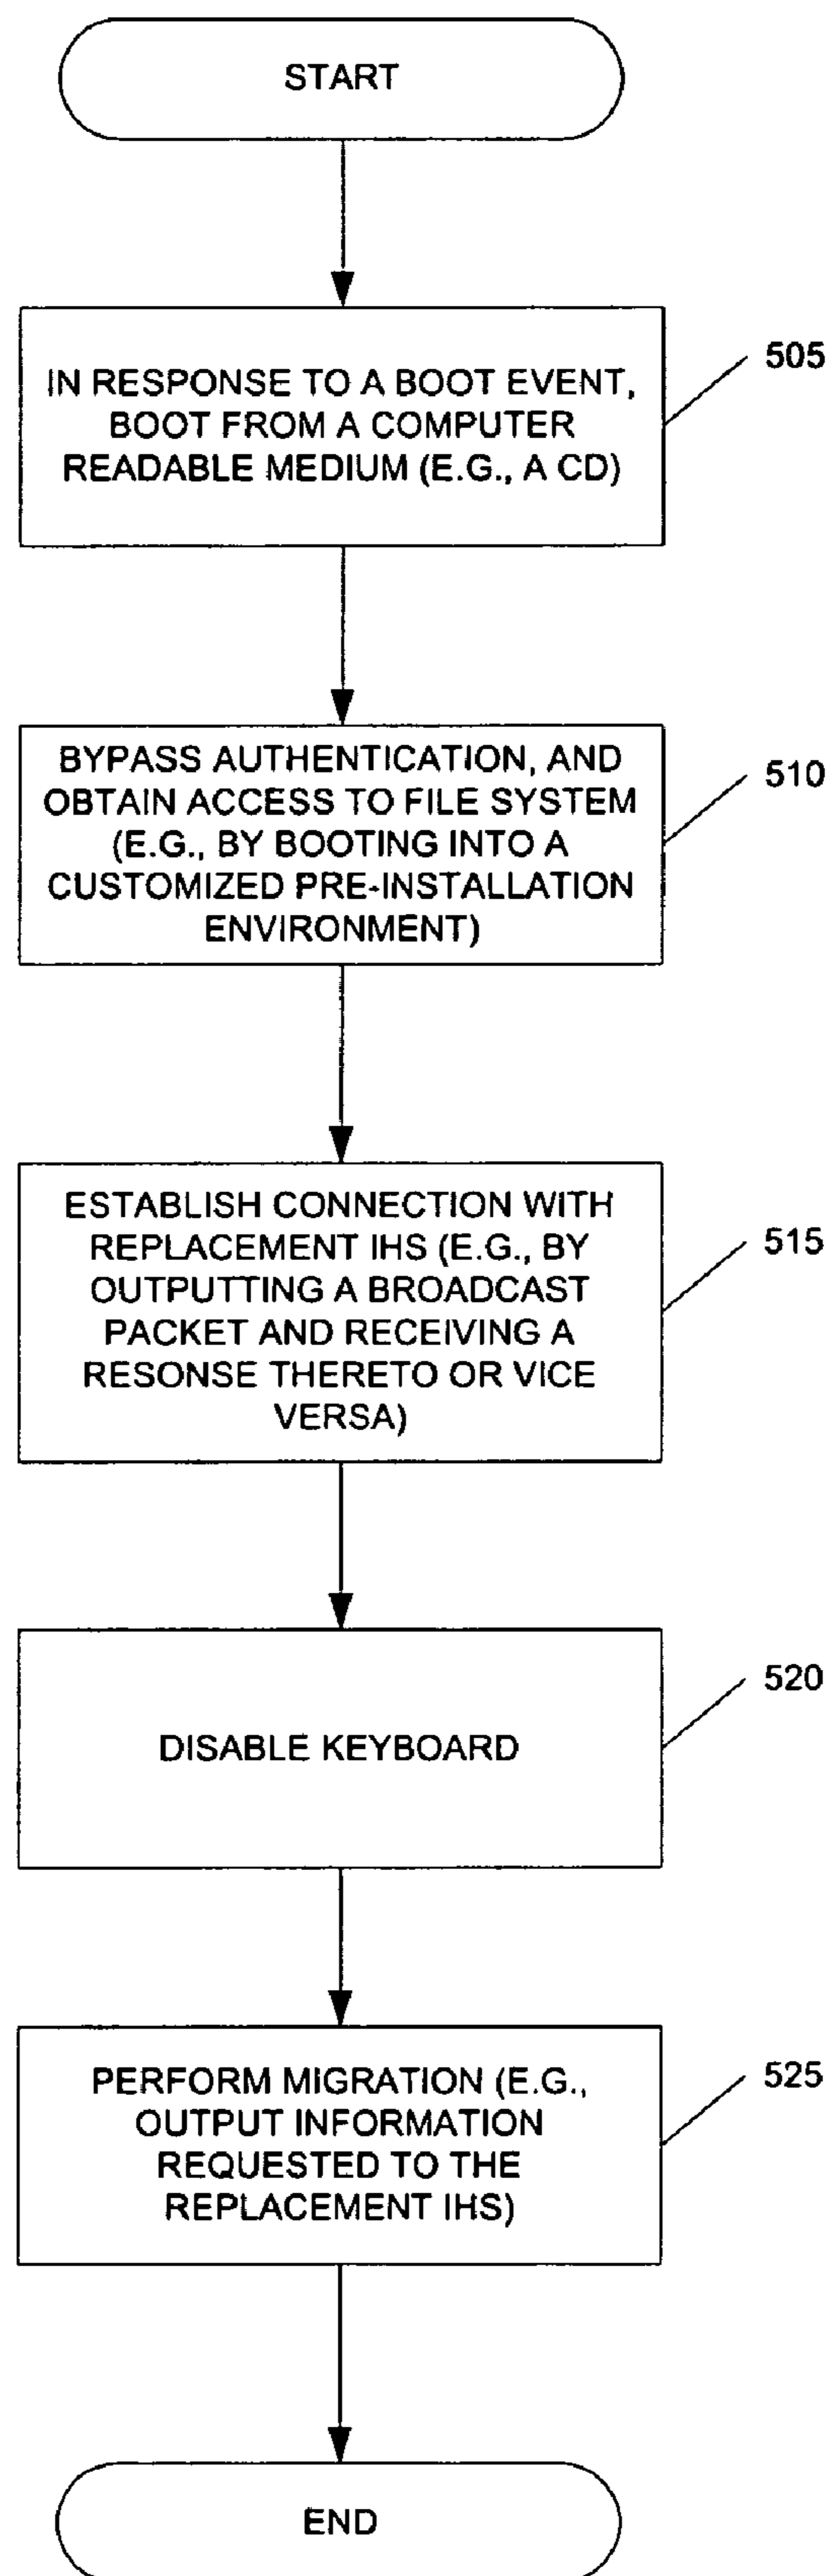 START
IN RESPONSE TO A BOOT EVENT,
BOOT FROM A COMPUTER
READABLE MEDIUM (E.G., A CD)
505
BYPASS AUTHENTICATION, AND
OBTAIN ACCESS TO FILE SYSTEM
(E.G., BY BOOTING INTO A
CUSTOMIZED PRE-INSTALLATION
ENVIRONMENT)
510
ESTABLISH CONNECTION WITH
REPLACEMENT IHS (E.G., BY
OUTPUTTING A BROADCAST
PACKET AND RECEIVING A
RESONSE THERETO OR VICE
VERSA)
515
DISABLE KEYBOARD
520
PERFORM MIGRATION (E.G.,
OUTPUT INFORMATION
REQUESTED TO THE
REPLACEMENT IHS)
525
END